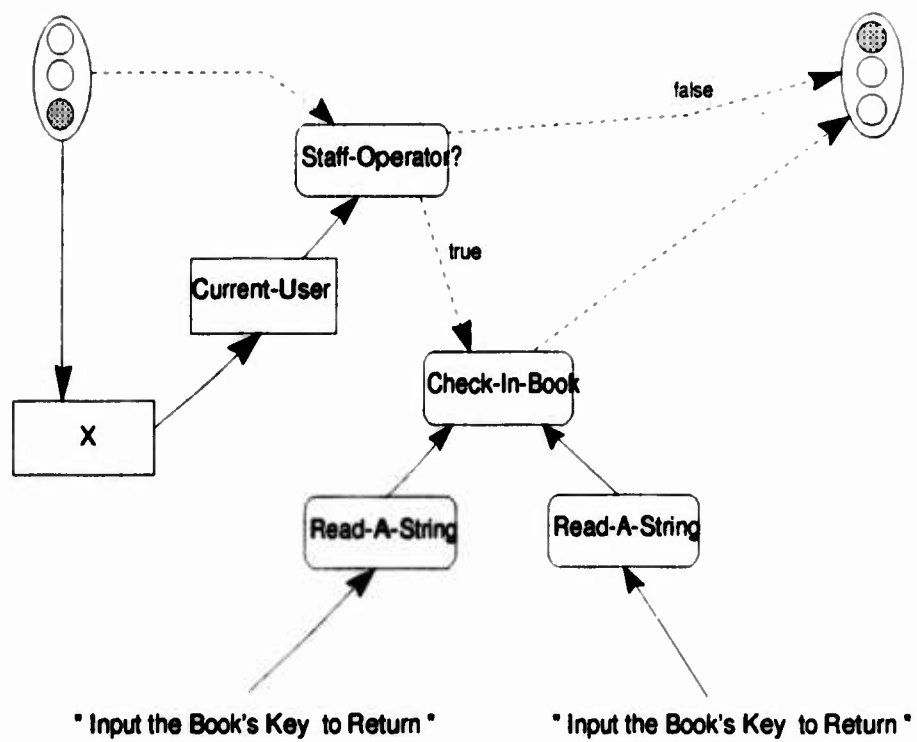 false
Staff-Operator?
true
Current-User
Check-In-Book
X
Read-A-String
Read-A-String
" Input the Book's Key to Return "
" Input the Book's Key to Return "